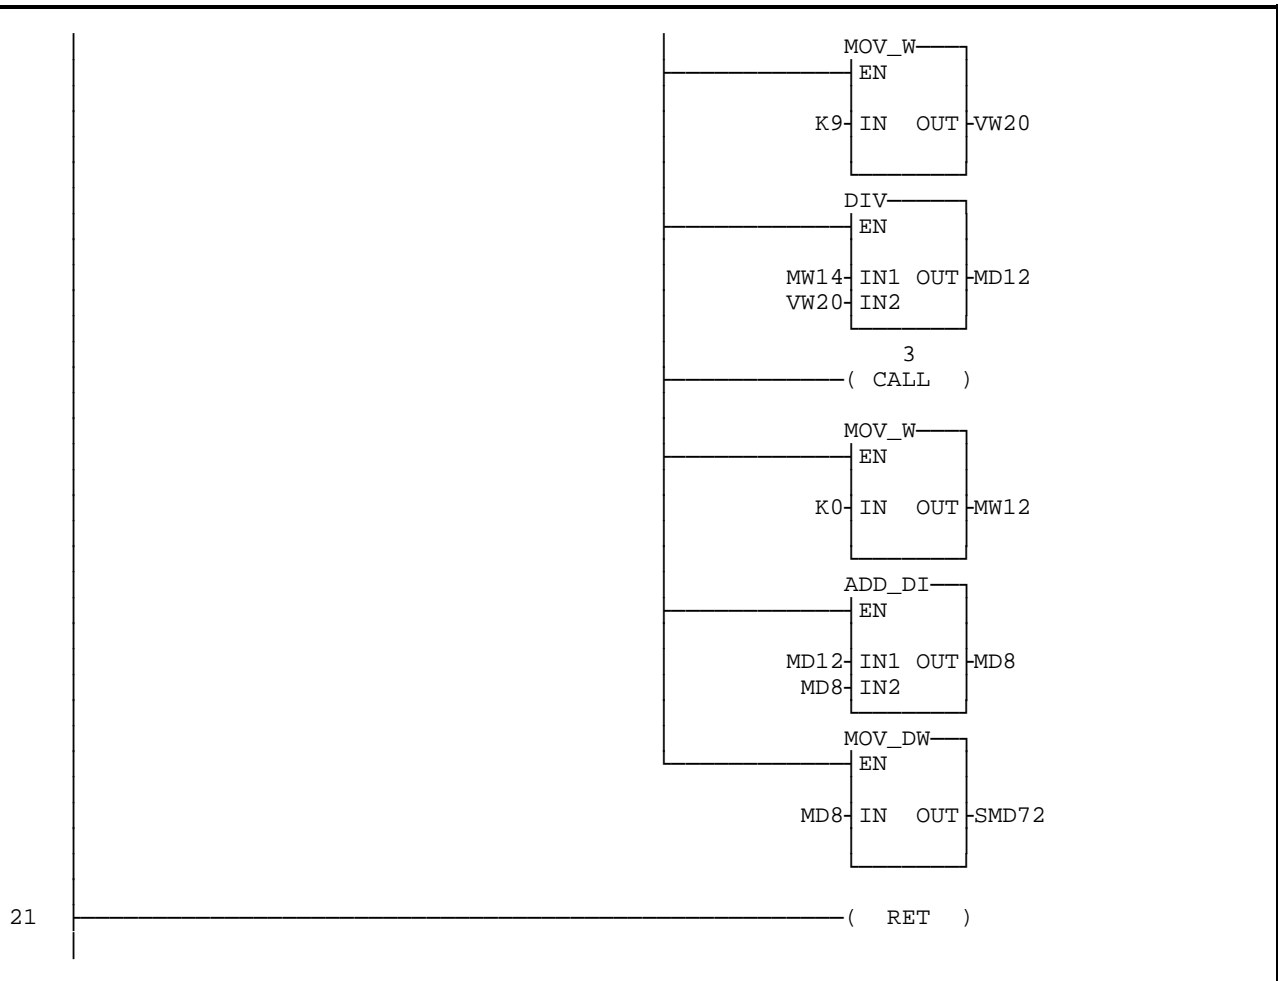 MOV_W
EN
K9 IN OUT VW20
DIV
EN
MW14 IN1 OUT MD12
VW20 IN2
3
( CALL )
MOV_W
EN
K0 IN OUT MW12
ADD_DI
EN
MD12 IN1 OUT MD8
MD8 IN2
MOV_DW
EN
MD8 IN OUT SMD72
21 ( RET )